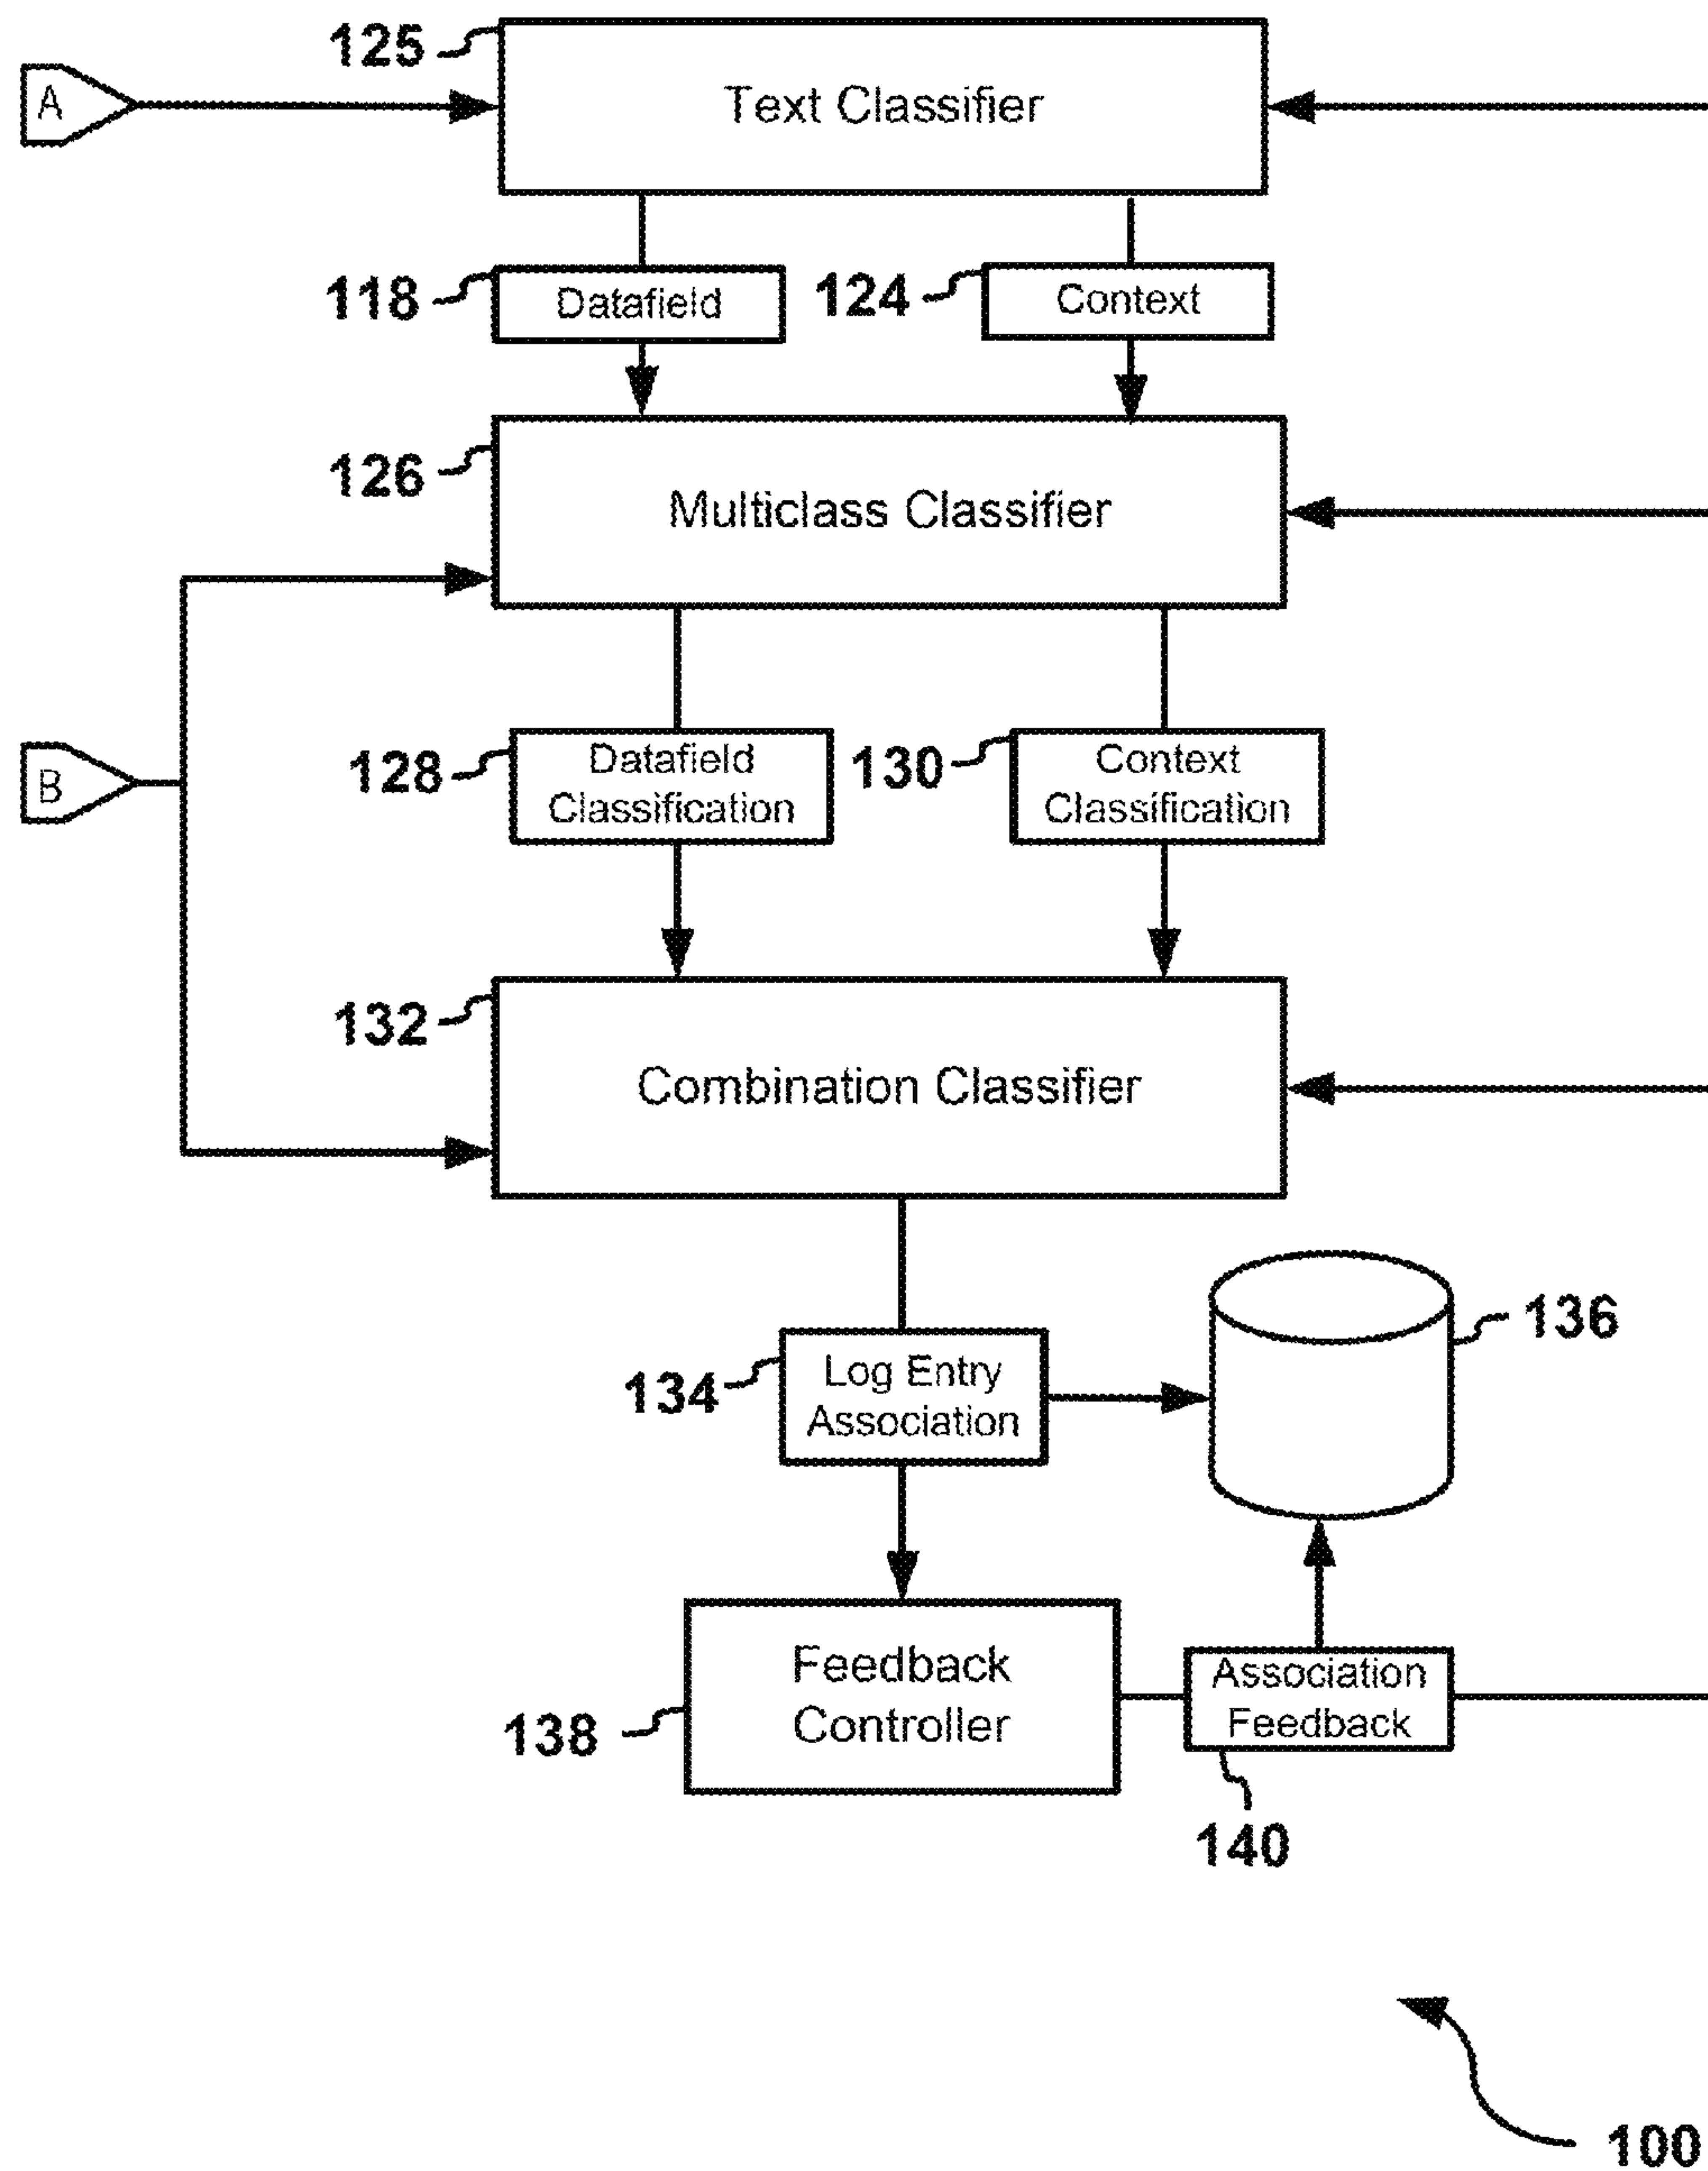 125
A
Text Classifier
118
Datafield
124
Context
126
Multiclass Classifier
128
Datafield
Classification
130
Context
Classification
B
132
Combination Classifier
134
Log Entry
Association
136
Feedback
Controller
138
Association
Feedback
140
100